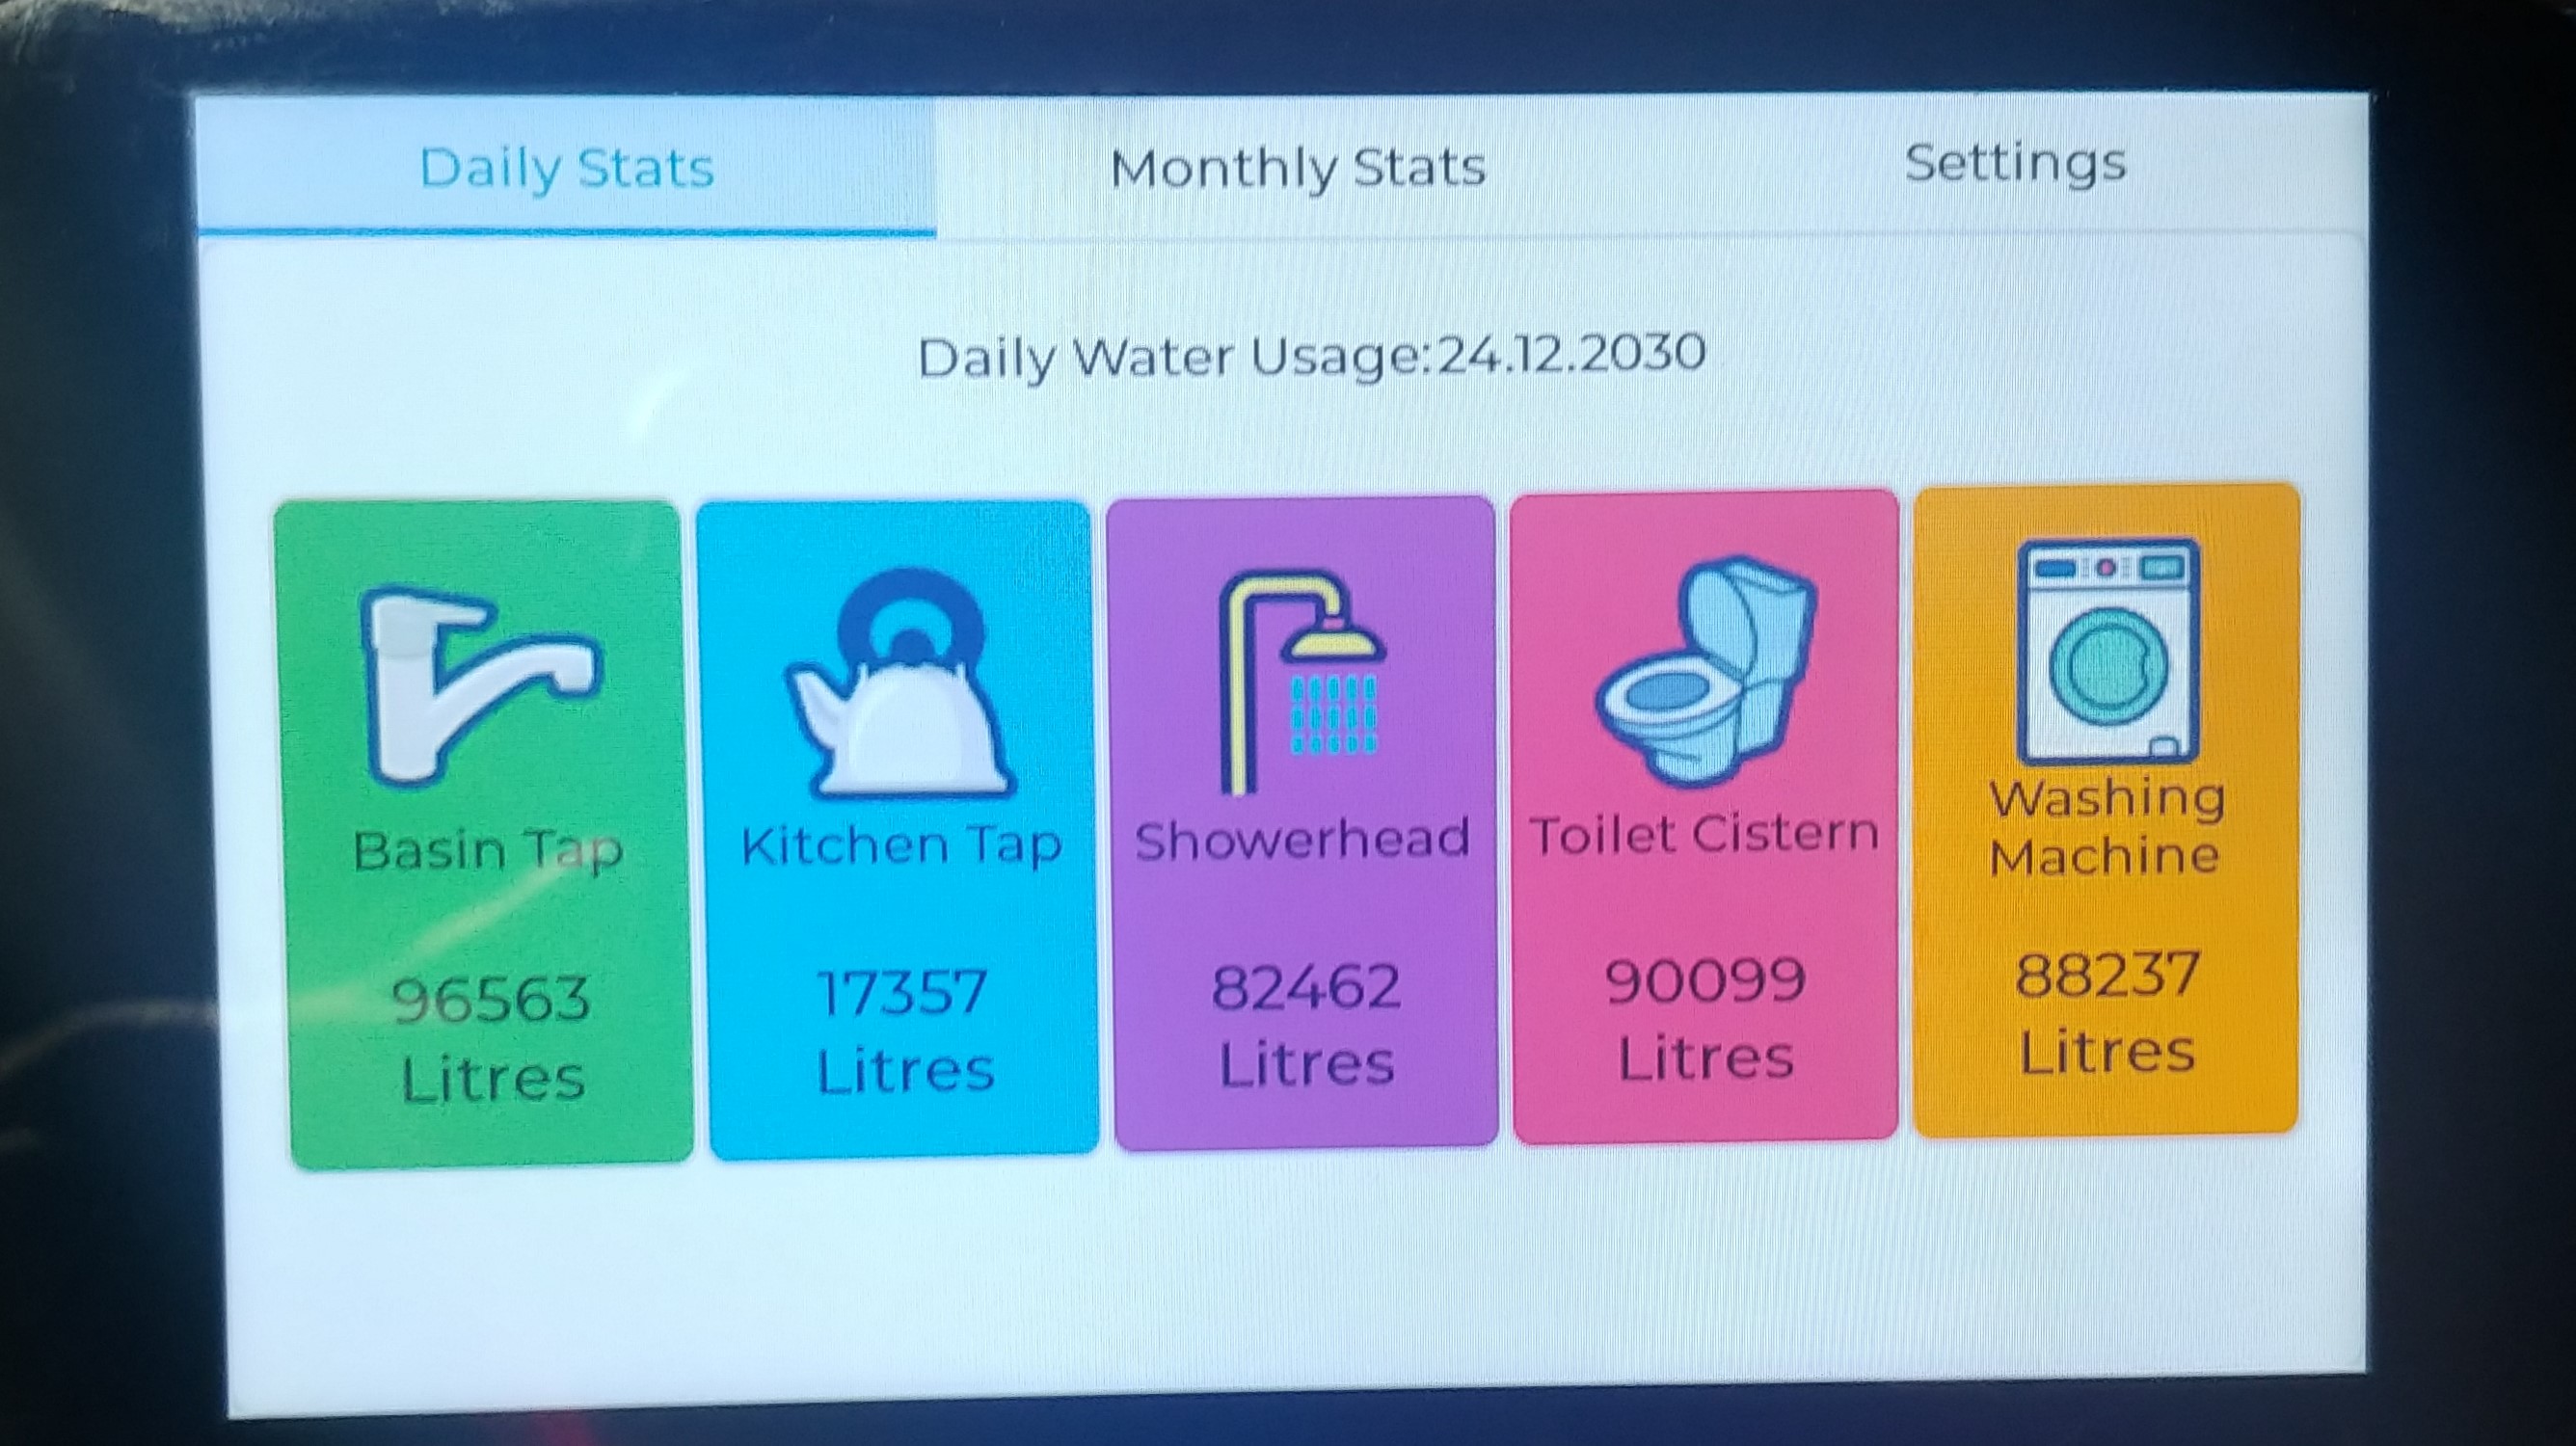 Daily Stats
Monthly Stats
Settings
Daily Water Usage:24.12.2030
Basin Tap
96563
Litres
Kitchen Tap
17357
Litres
Showerhead
82462
Litres
Toilet Cistern
90099
Litres
Washing
Machine
88237
Litres